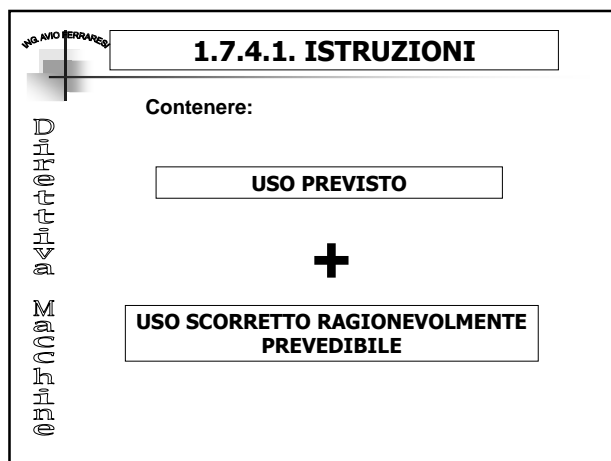 ING. AVIO FERRARESI
1.7.4.1. ISTRUZIONI
Contenere:
Direttiva Macchine
USO PREVISTO
+
USO SCORRETTO RAGIONEVOLMENTE
PREVEDIBILE